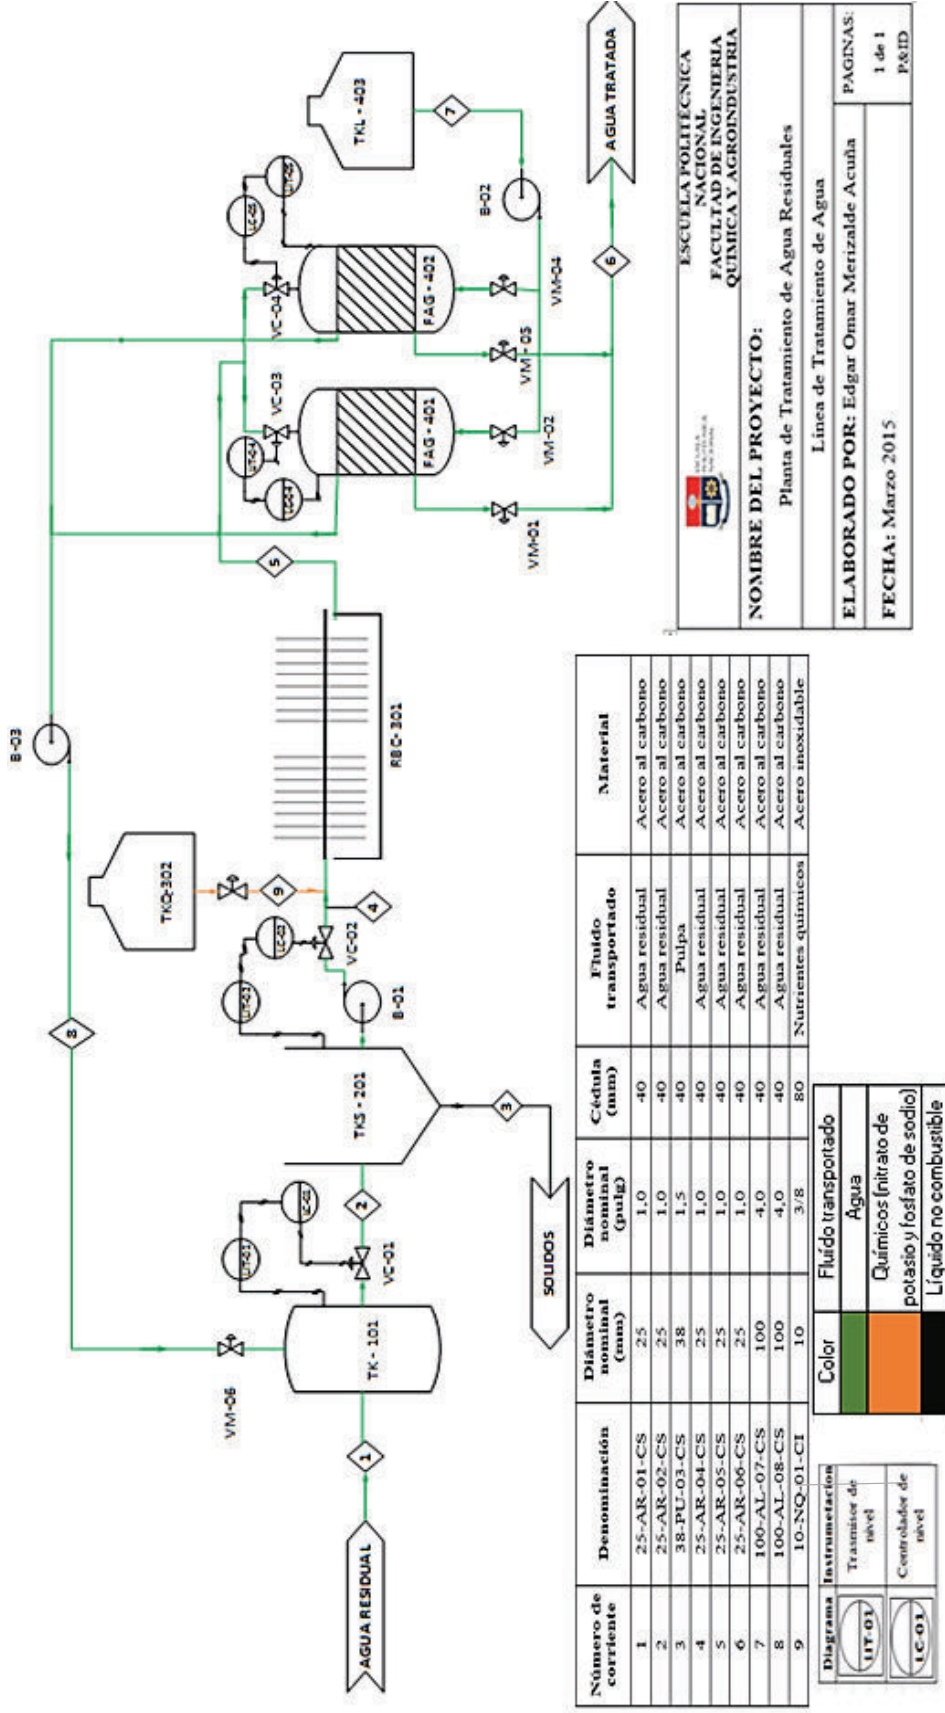 AGUA RESIDUAL
1
TK - 101
VM-06
LIT-01
VC-01
2
TKS - 201
3
SOLIDOS
8
LIT-02
LC-02
B-01
VC-02
4
9
TKQ-302
B-03
RBC- 301
5
VC-03
VC-04
LIT-04
FAG - 401
FAG - 402
VM-01
VM-02
VM - 05
VM-04
B-02
7
TKL - 403
6
AGUA TRATADA
Número de corriente | Denominación | Diámetro nominal (mm) | Diámetro nominal (pulg) | Cédula (mm) | Fluido transportado | Material
1 | 25-AR-01-CS | 25 | 1,0 | 40 | Agua residual | Acero al carbono
2 | 25-AR-02-CS | 25 | 1,0 | 40 | Agua residual | Acero al carbono
3 | 38-PU-03-CS | 38 | 1,5 | 40 | Pulpa | Acero al carbono
4 | 25-AR-04-CS | 25 | 1,0 | 40 | Agua residual | Acero al carbono
5 | 25-AR-05-CS | 25 | 1,0 | 40 | Agua residual | Acero al carbono
6 | 25-AR-06-CS | 25 | 1,0 | 40 | Agua residual | Acero al carbono
7 | 100-AL-07-CS | 100 | 4,0 | 40 | Agua residual | Acero al carbono
8 | 100-AL-08-CS | 100 | 4,0 | 40 | Agua residual | Acero al carbono
9 | 10-NQ-01-CI | 10 | 3/8 | 80 | Nutrientes químicos | Acero inoxidable
Diagrama | Instrumetación
LIT-01 | Trasmisor de nivel
LC-01 | Controlador de nivel
Color | Fluído transportado
Agua
Químicos (nitrato de
potasio y fosfato de sodio)
Líquido no combustible
ESCUELA POLITÉCNICA
NACIONAL
FACULTAD DE INGENIERIA
QUIMICA Y AGROINDUSTRIA
NOMBRE DEL PROYECTO:
Planta de Tratamiento de Agua Residuales
Línea de Tratamiento de Agua
ELABORADO POR: Edgar Omar Merizalde Acuña
PAGINAS:
FECHA: Marzo 2015
1 de 1
P&ID